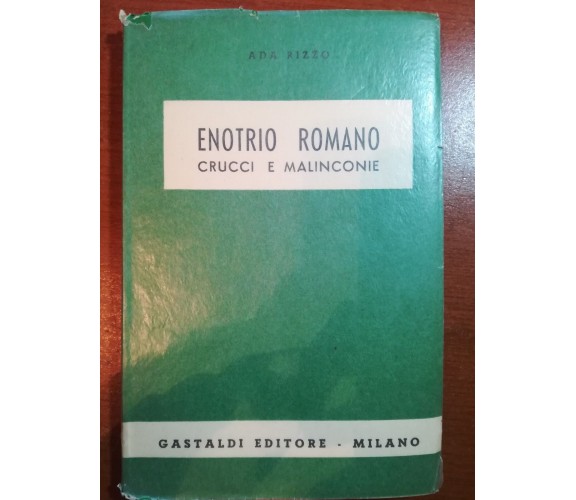 ADA RIZZO
ENOTRIO ROMANO
CRUCCI E MALINCONIE
GASTALDI EDITORE - MILANO